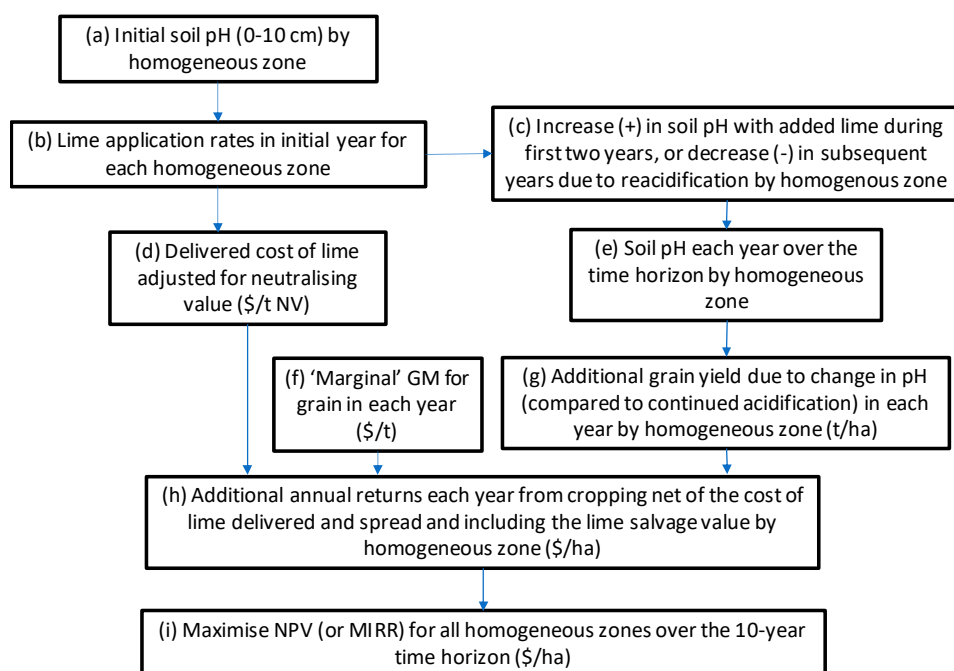 (a) Initial soil pH (0-10 cm) by
homogeneous zone
(b) Lime application rates in initial year for
each homogeneous zone
(c) Increase (+) in soil pH with added lime during
first two years, or decrease (-) in subsequent
years due to reacidification by homogenous zone
(d) Delivered cost of lime
adjusted for neutralising
value ($/t NV)
(e) Soil pH each year over the
time horizon by homogeneous
zone
(f) ‘Marginal’ GM for
grain in each year
($/t)
(g) Additional grain yield due to change in pH
(compared to continued acidification) in each
year by homogeneous zone (t/ha)
(h) Additional annual returns each year from cropping net of the cost of
lime delivered and spread and including the lime salvage value by
homogeneous zone ($/ha)
(i) Maximise NPV (or MIRR) for all homogeneous zones over the 10-year
time horizon ($/ha)